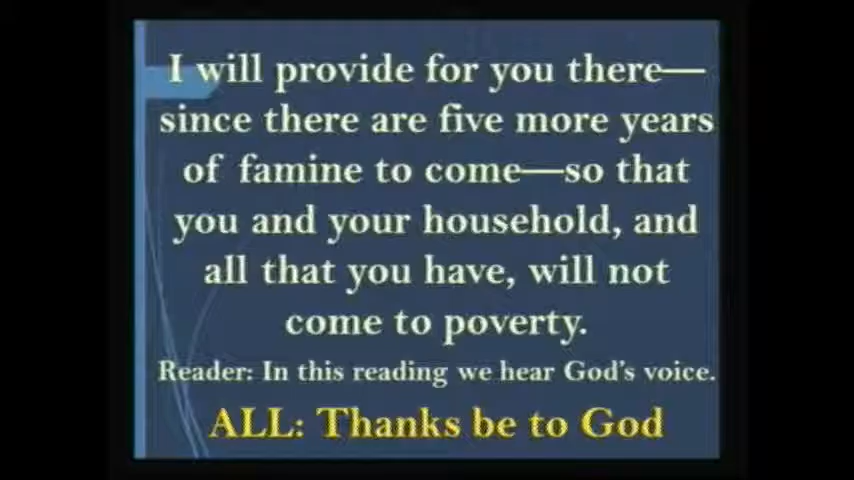 I will provide for you there—
since there are five more years
of famine to come—so that
you and your household, and
all that you have, will not
come to poverty.
Reader: In this reading we hear God's voice.
ALL: Thanks be to God